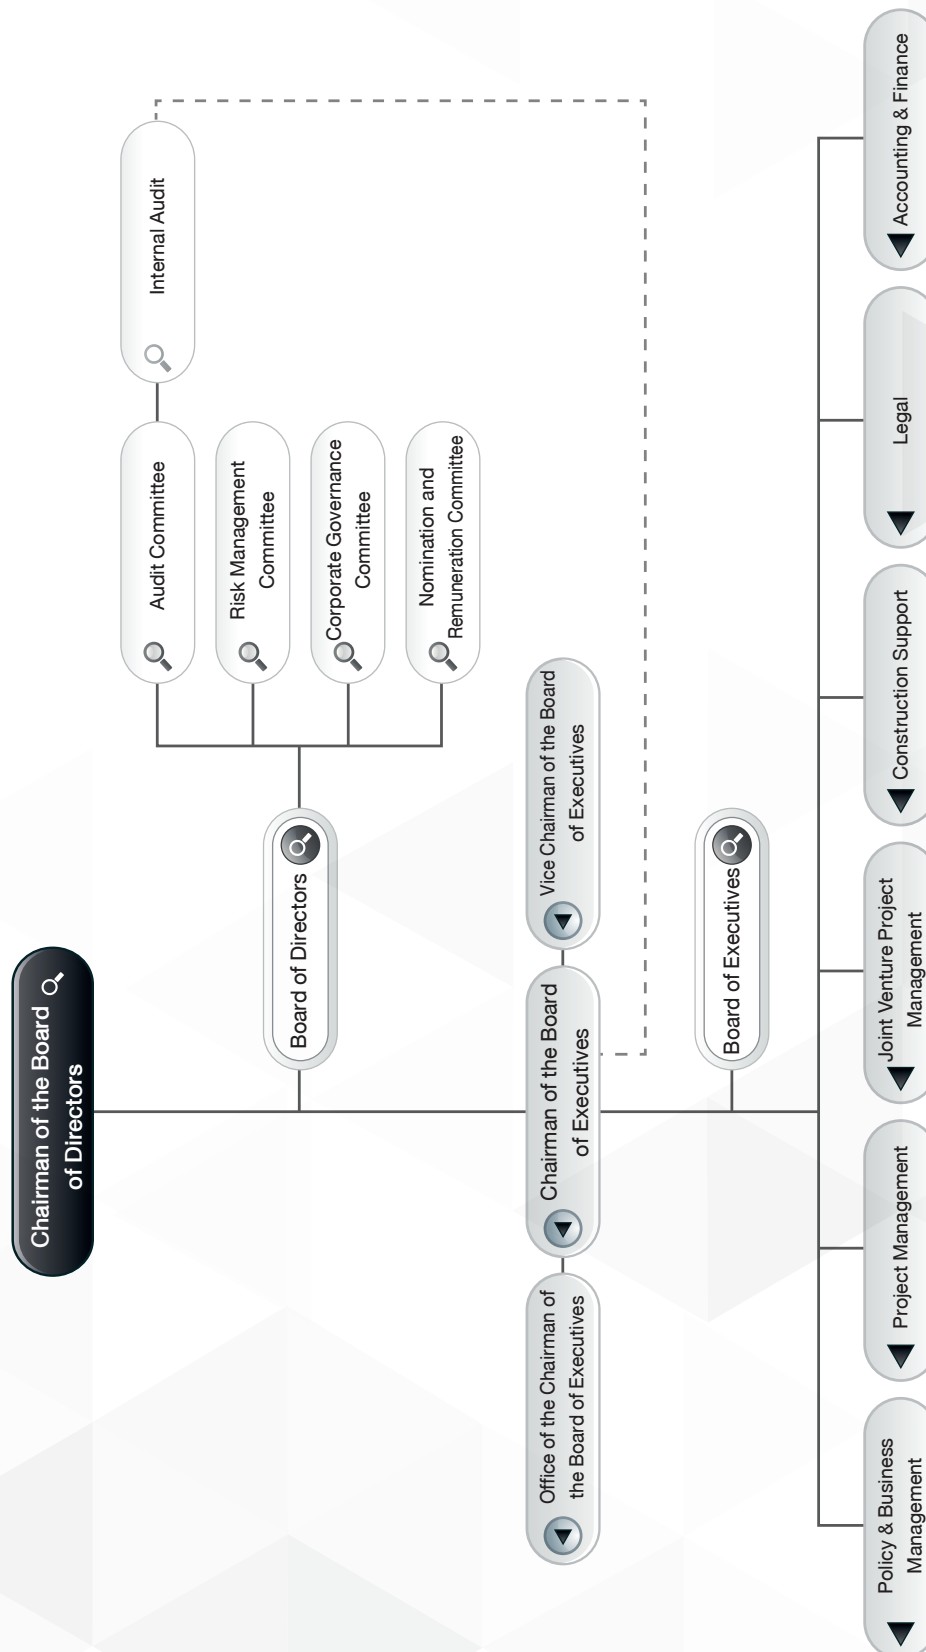 Chairman of the Board
of Directors
Board of Directors
Audit Committee
Internal Audit
Risk Management
Committee
Corporate Governance
Committee
Nomination and
Remuneration Committee
Office of the Chairman of
the Board of Executives
Chairman of the Board
of Executives
Vice Chairman of the Board
of Executives
Board of Executives
Policy & Business
Management
Project Management
Joint Venture Project
Management
Construction Support
Legal
Accounting & Finance